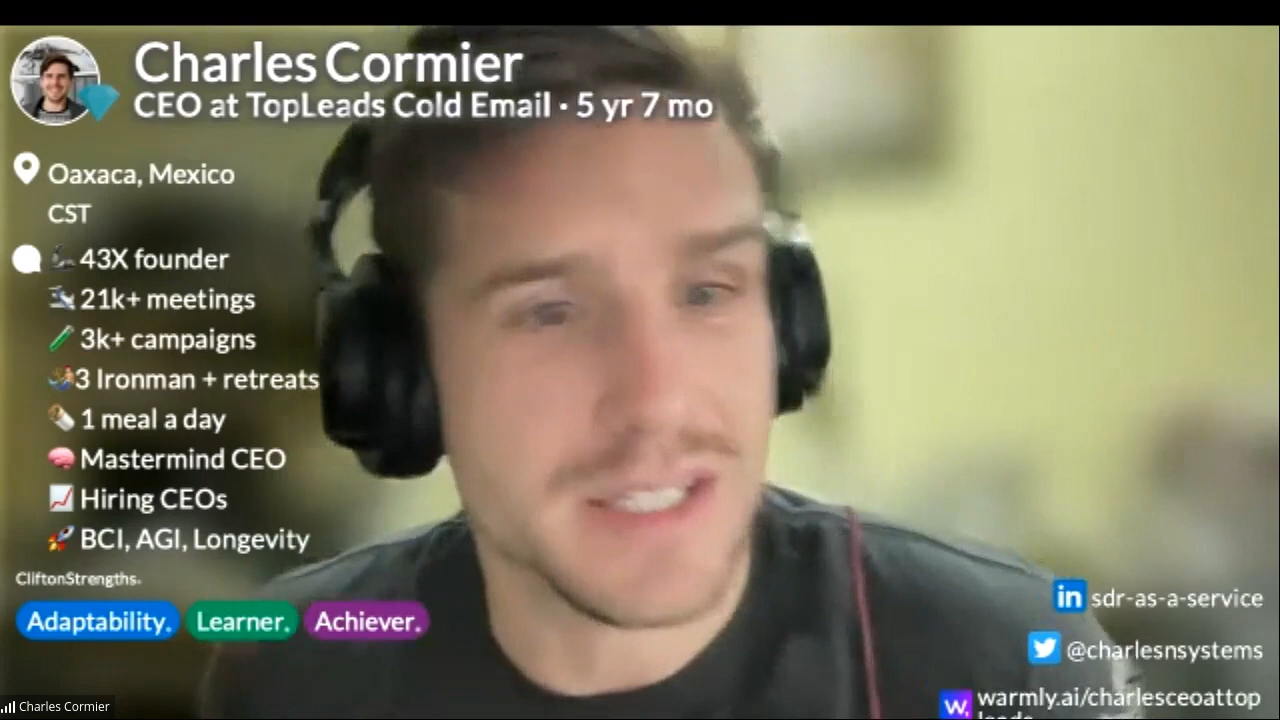 Charles Cormier
CEO at TopLeads Cold Email · 5 yr 7 mo
Oaxaca, Mexico
CST
43X founder
21k+ meetings
3k+ campaigns
3 Ironman + retreats
1 meal a day
Mastermind CEO
Hiring CEOs
BCI, AGI, Longevity
CliftonStrengths.
Adaptability. Learner. Achiever.
in sdr-as-a-service
@charlesnsystems
w. warmly.ai/charlesceoattop
leads
Charles Cormier